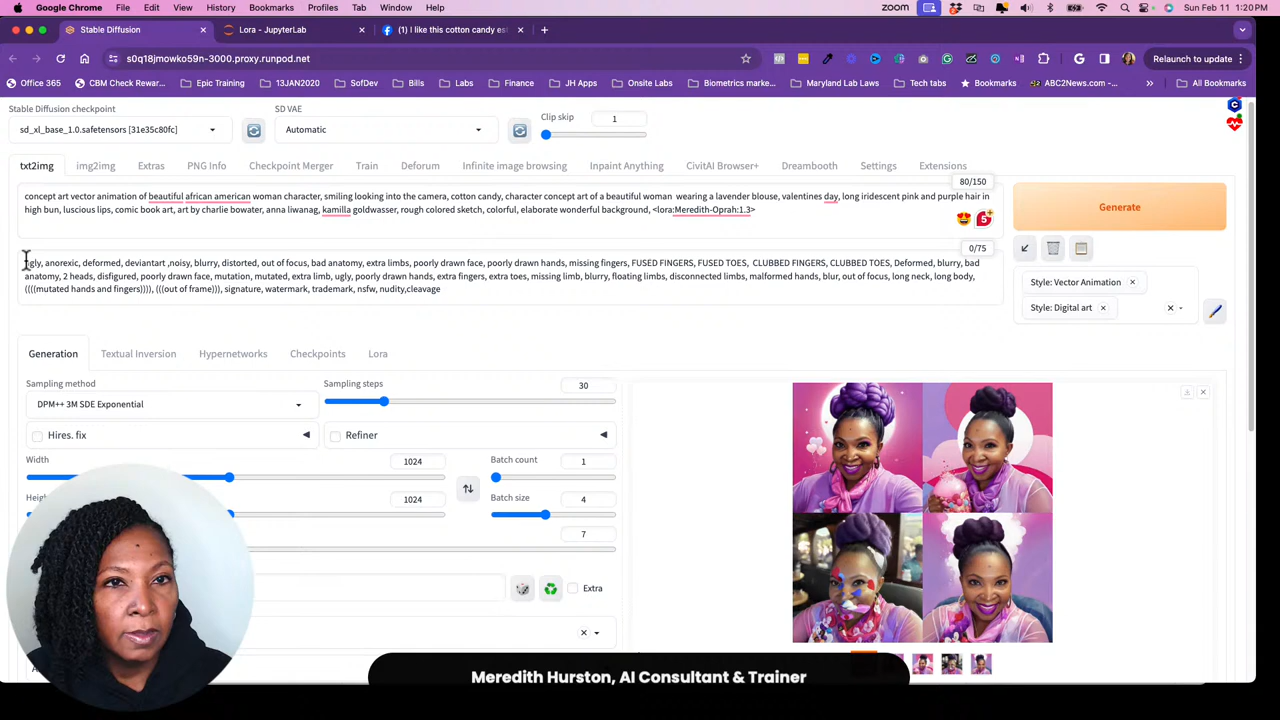 Chrome File Edit View History Bookmarks Profiles Tab Window Help
zoom Sun Feb 11 1:20 PM
Stable Diffusion Lora - JupyterLab I like this cotton candy es
s0q18jmowko59n-3000.proxy.runpod.net Relaunch to update
Office 365 CBM Check Rewar... Epic Training 13JAN2020 SofDev Bills Labs Finance JH Apps Onsite Labs Biometrics marke... Maryland Lab Laws Tech tabs Bookmarks ABC2News.com -... All Bookmarks
Stable Diffusion checkpoint SD VAE Clip skip 1
sd_xl_base_1.0.safetensors [31e35c80fc] Automatic
txt2img img2img Extras PNG Info Checkpoint Merger Train Deforum Infinite image browsing Inpaint Anything CivitAI Browser+ Dreambooth Settings Extensions
80/150
concept art vector animation of beautiful african american woman character, smiling looking into the camera, cotton candy, character concept art of a beautiful woman wearing a lavender blouse, valentines day, long iridescent pink and purple hair in
high bun, luscious lips, comic book art, art by charlie bowater, anna liwanag, kamilla goldwasser, rough colored sketch, colorful, elaborate wonderful background, <lora:Meredith-Oprah:1.3>
5
Generate
0/75
ugly, anorexic, deformed, deviantart ,noisy, blurry, distorted, out of focus, bad anatomy, extra limbs, poorly drawn face, poorly drawn hands, missing fingers, FUSED FINGERS, FUSED TOES, CLUBBED FINGERS, CLUBBED TOES, Deformed, blurry, bad
anatomy, 2 heads, disfigured, poorly drawn face, mutation, mutated, extra limb, ugly, poorly drawn hands, extra fingers, extra toes, missing limb, blurry, floating limbs, disconnected limbs, malformed hands, blur, out of focus, long neck, long body,
((((mutated hands and fingers)))), (((out of frame))), signature, watermark, trademark, nsfw, nudity,cleavage
Style: Vector Animation
Style: Digital art
Generation Textual Inversion Hypernetworks Checkpoints Lora
Sampling method Sampling steps 30
DPM++ 3M SDE Exponential
Hires. fix Refiner
Width 1024 Batch count 1
1024 Batch size 4
7
Extra
Meredith Hurston, AI Consultant & Trainer